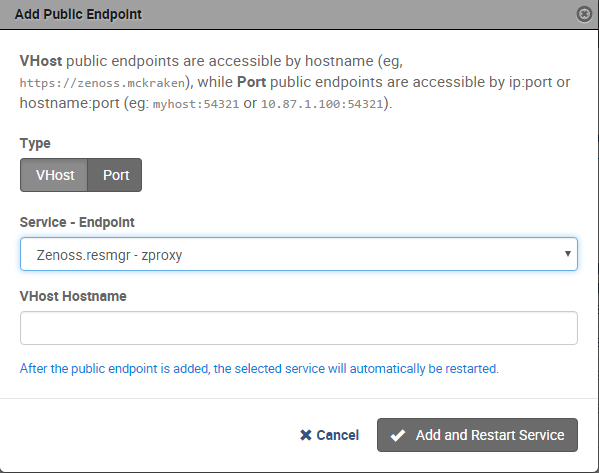 Add Public Endpoint
VHost public endpoints are accessible by hostname (eg,
https://zenoss.mckraken), while Port public endpoints are accessible by ip:port or
hostname:port (eg: myhost:54321 or 10.87.1.100:54321).
Type
VHost Port
Service - Endpoint
Zenoss.resmgr - zproxy
VHost Hostname
After the public endpoint is added, the selected service will automatically be restarted.
Cancel Add and Restart Service